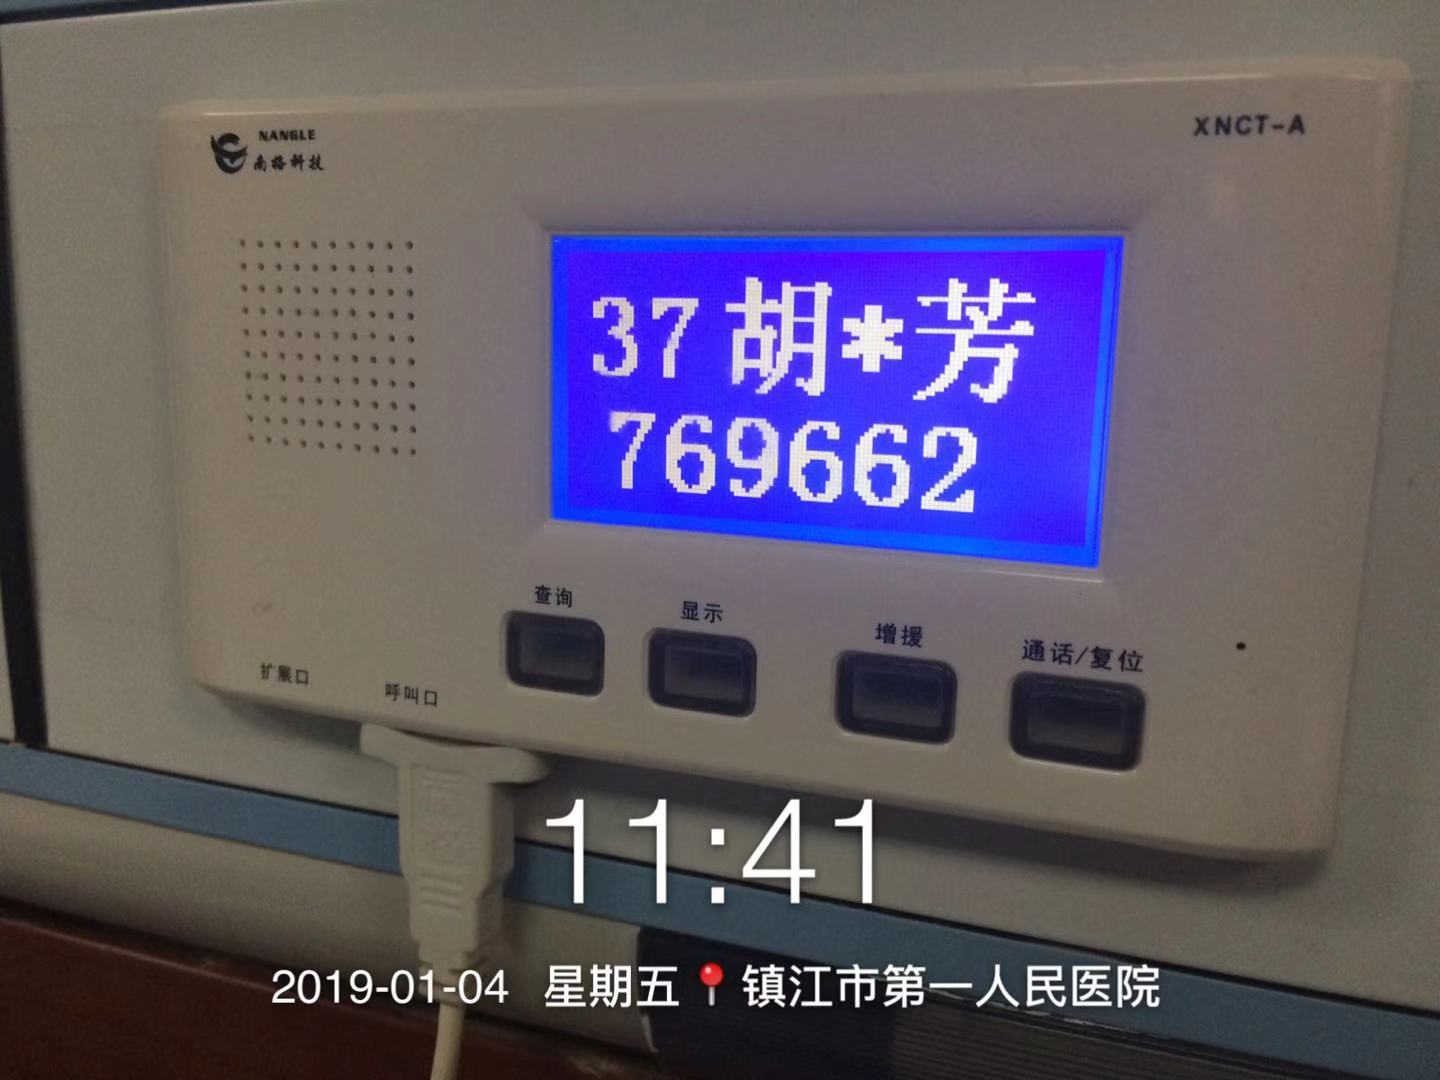 NANGLE
南格科技
XNCT-A
37 胡*芳
769662
查询
显示
增援
通话/复位
扩展口
呼叫口
11:41
2019-01-04 星期五📍镇江市第一人民医院